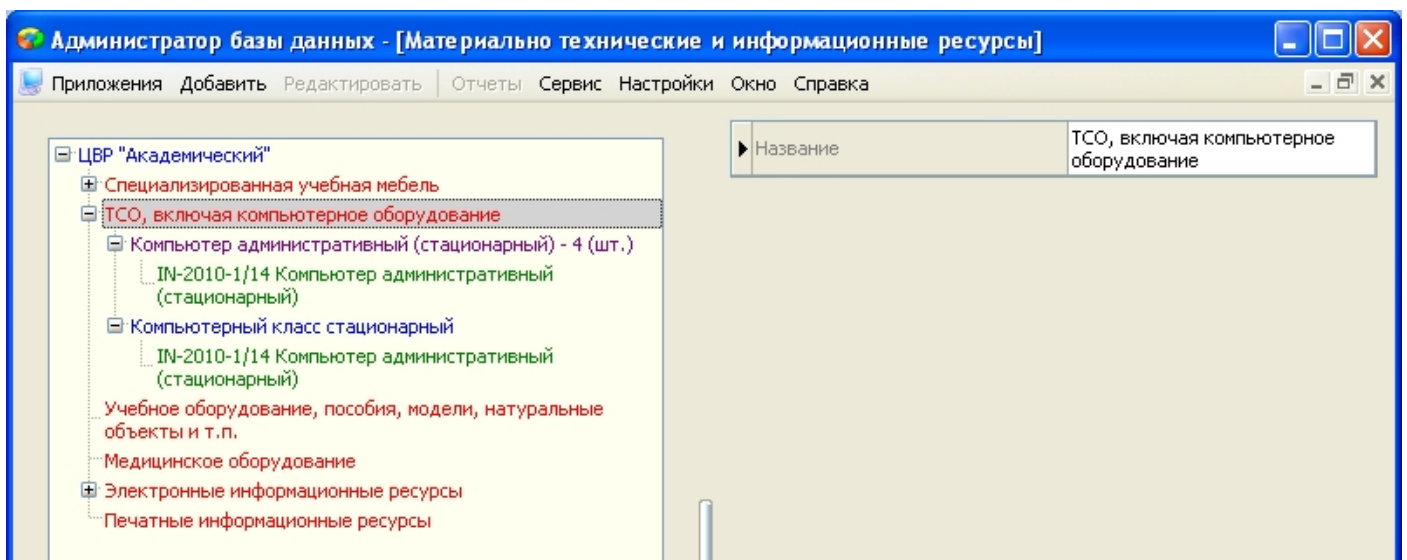 Администратор базы данных - [Материально технические и информационные ресурсы]
Приложения Добавить Редактировать Отчеты Сервис Настройки Окно Справка
ЦВР "Академический"
Специализированная учебная мебель
ТСО, включая компьютерное оборудование
Компьютер административный (стационарный) - 4 (шт.)
IN-2010-1/14 Компьютер административный
(стационарный)
Компьютерный класс стационарный
IN-2010-1/14 Компьютер административный
(стационарный)
Учебное оборудование, пособия, модели, натуральные
объекты и т.п.
Медицинское оборудование
Электронные информационные ресурсы
Печатные информационные ресурсы
Название
ТСО, включая компьютерное
оборудование